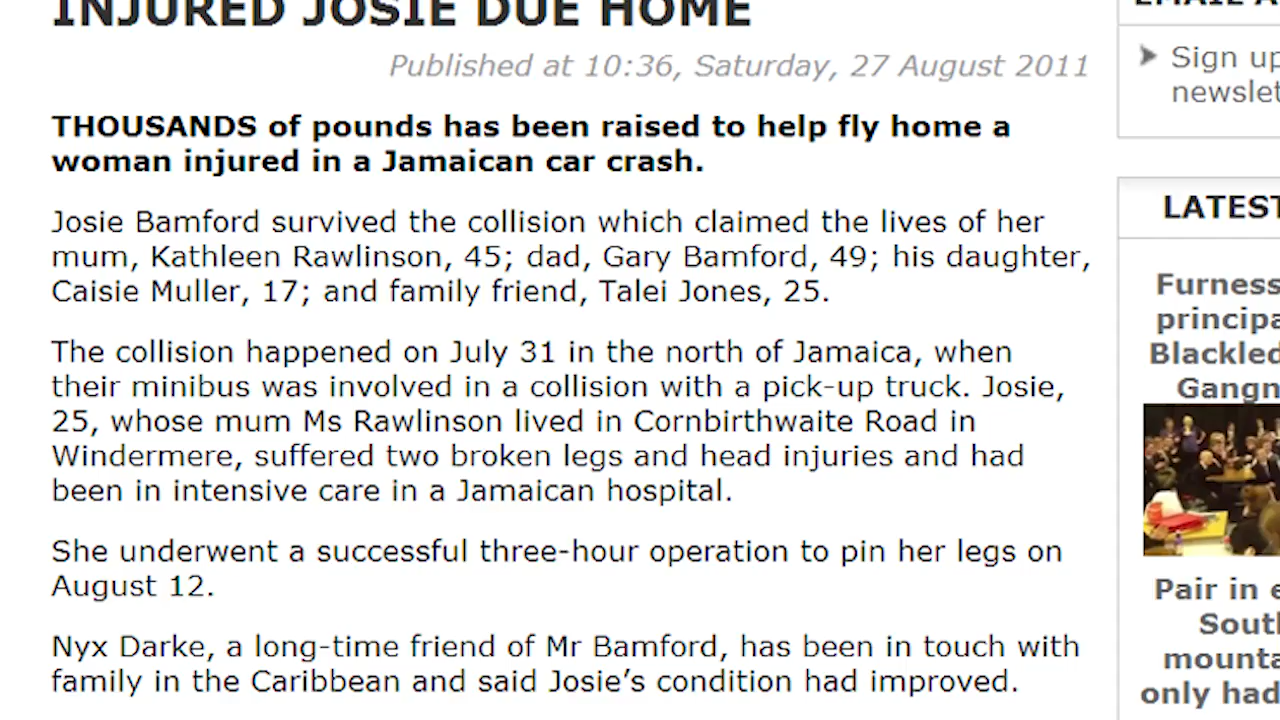 INJURED JOSIE DUE HOME
Published at 10:36, Saturday, 27 August 2011
THOUSANDS of pounds has been raised to help fly home a
woman injured in a Jamaican car crash.
Josie Bamford survived the collision which claimed the lives of her
mum, Kathleen Rawlinson, 45; dad, Gary Bamford, 49; his daughter,
Caisie Muller, 17; and family friend, Talei Jones, 25.
The collision happened on July 31 in the north of Jamaica, when
their minibus was involved in a collision with a pick-up truck. Josie,
25, whose mum Ms Rawlinson lived in Cornbirthwaite Road in
Windermere, suffered two broken legs and head injuries and had
been in intensive care in a Jamaican hospital.
She underwent a successful three-hour operation to pin her legs on
August 12.
Nyx Darke, a long-time friend of Mr Bamford, has been in touch with
family in the Caribbean and said Josie’s condition had improved.
EMAIL A
Sign up
newslet
LATEST
Furness
principa
Blackled
Gangn
Pair in e
South
mounta
only had